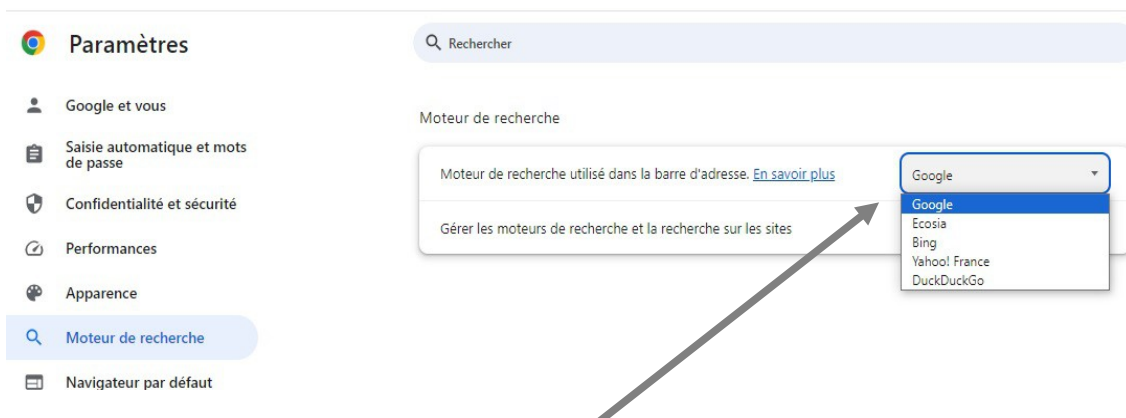 Paramètres
Rechercher
Google et vous
Saisie automatique et mots
de passe
Confidentialité et sécurité
Performances
Apparence
Moteur de recherche
Navigateur par défaut
Moteur de recherche
Moteur de recherche utilisé dans la barre d'adresse. En savoir plus
Google
Gérer les moteurs de recherche et la recherche sur les sites
Google
Ecosia
Bing
Yahoo! France
DuckDuckGo